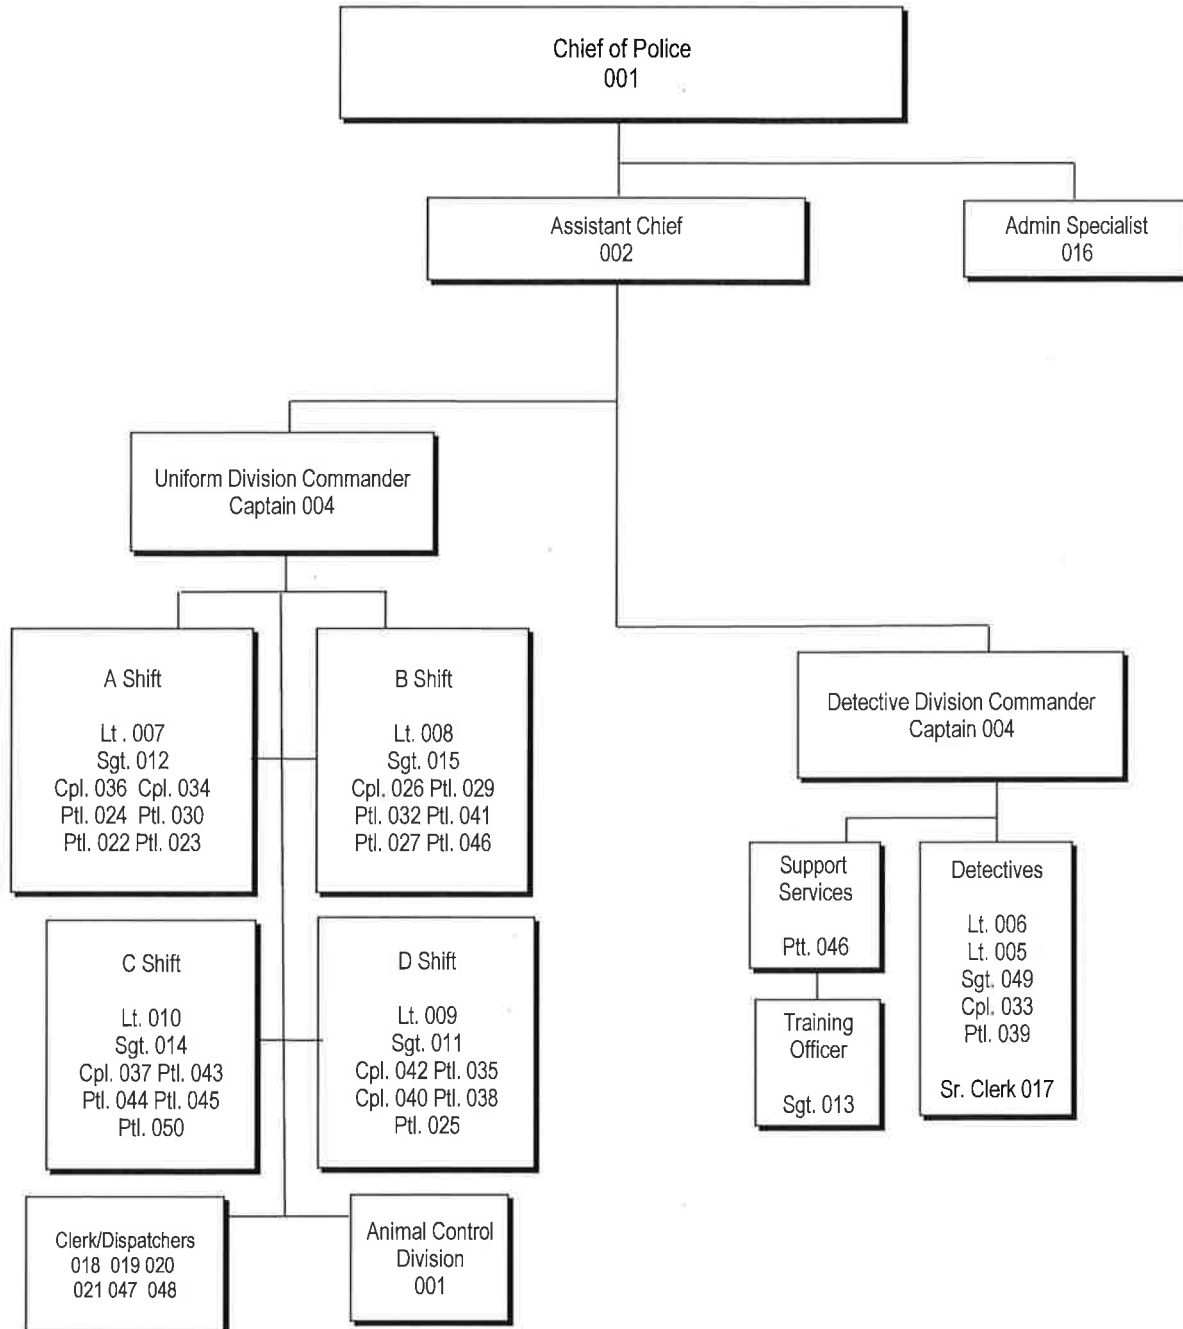 Chief of Police
001
Assistant Chief
002
Admin Specialist
016
Uniform Division Commander
Captain 004
A Shift
Lt . 007
Sgt. 012
Cpl. 036 Cpl. 034
Ptl. 024 Ptl. 030
Ptl. 022 Ptl. 023
B Shift
Lt. 008
Sgt. 015
Cpl. 026 Ptl. 029
Ptl. 032 Ptl. 041
Ptl. 027 Ptl. 046
Detective Division Commander
Captain 004
Support
Services
Ptt. 046
Detectives
Lt. 006
Lt. 005
Sgt. 049
Cpl. 033
Ptl. 039
Sr. Clerk 017
Training
Officer
Sgt. 013
C Shift
Lt. 010
Sgt. 014
Cpl. 037 Ptl. 043
Ptl. 044 Ptl. 045
Ptl. 050
D Shift
Lt. 009
Sgt. 011
Cpl. 042 Ptl. 035
Cpl. 040 Ptl. 038
Ptl. 025
Clerk/Dispatchers
018 019 020
021 047 048
Animal Control
Division
001